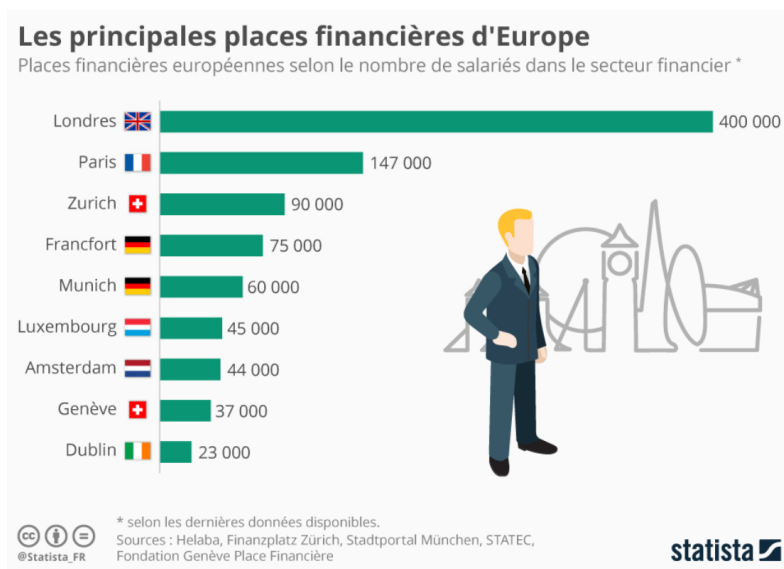 Les principales places financières d'Europe
Places financières européennes selon le nombre de salariés dans le secteur financier *
Londres 400 000
Paris 147 000
Zurich 90 000
Francfort 75 000
Munich 60 000
Luxembourg 45 000
Amsterdam 44 000
Genève 37 000
Dublin 23 000
* selon les dernières données disponibles.
Sources : Helaba, Finanzplatz Zürich, Stadtportal München, STATEC,
Fondation Genève Place Financière
cc
@Statista_FR
statista